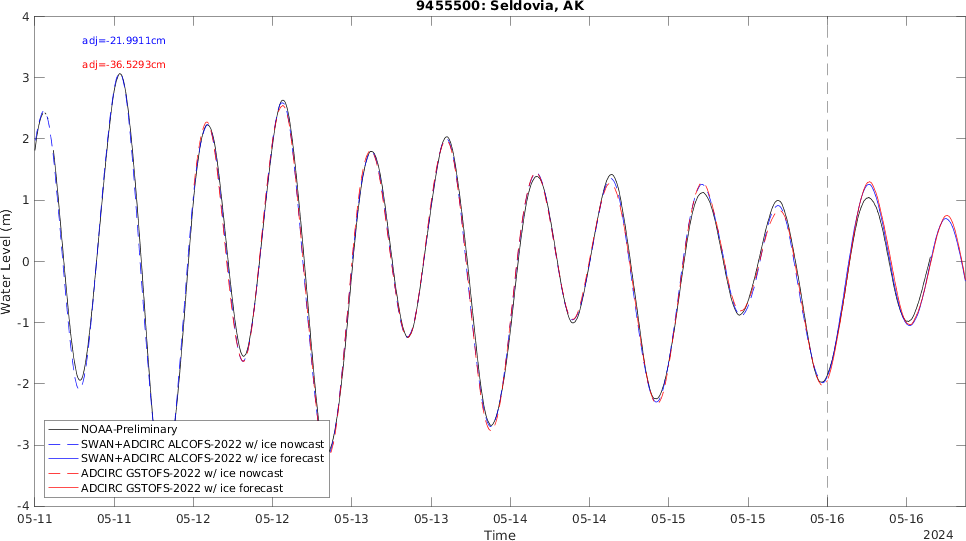 9455500: Seldovia, AK
adj=-21.9911cm
adj=-36.5293cm
Water Level (m)
4
3
2
1
0
-1
-2
-3
-4
NOAA-Preliminary
SWAN+ADCIRC ALCOFS-2022 w/ ice nowcast
SWAN+ADCIRC ALCOFS-2022 w/ ice forecast
ADCIRC GSTOFS-2022 w/ ice nowcast
ADCIRC GSTOFS-2022 w/ ice forecast
05-11 05-11 05-12 05-12 05-13 05-13 05-14 05-14 05-15 05-15 05-16 05-16
Time
2024